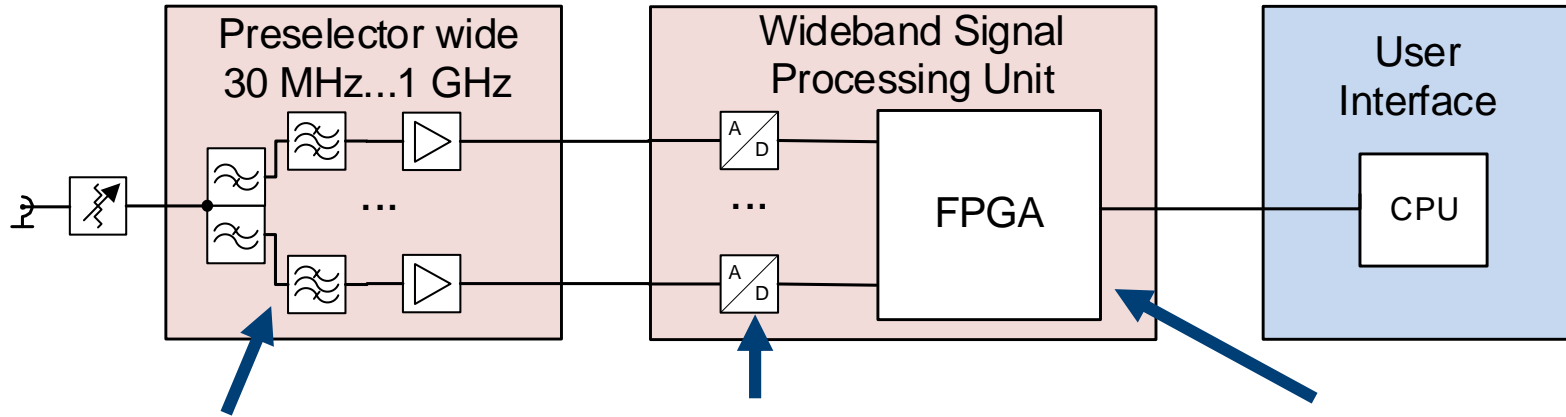 Preselector wide
30 MHz...1 GHz
Wideband Signal
Processing Unit
User
Interface
A
D
...
...
FPGA
CPU
A
D